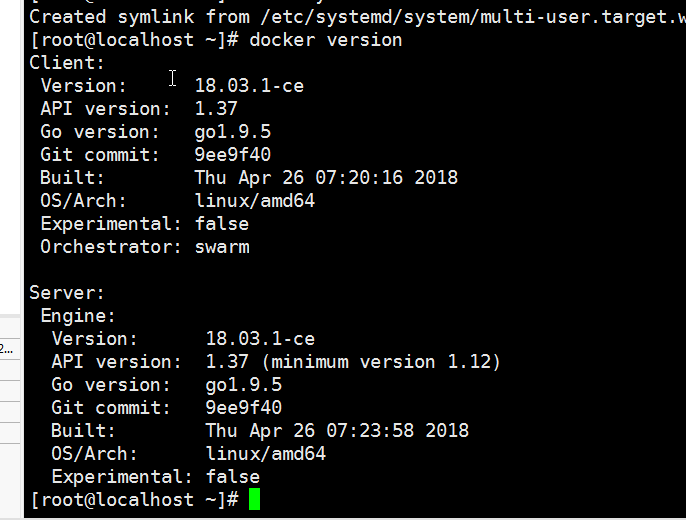 Created symlink from /etc/systemd/system/multi-user.target.w
[root@localhost ~]# docker version
Client:
 Version:      18.03.1-ce
 API version:  1.37
 Go version:   go1.9.5
 Git commit:   9ee9f40
 Built:        Thu Apr 26 07:20:16 2018
 OS/Arch:      linux/amd64
 Experimental: false
 Orchestrator: swarm

Server:
 Engine:
  Version:      18.03.1-ce
  API version:  1.37 (minimum version 1.12)
  Go version:   go1.9.5
  Git commit:   9ee9f40
  Built:        Thu Apr 26 07:23:58 2018
  OS/Arch:      linux/amd64
  Experimental: false
[root@localhost ~]#
2...